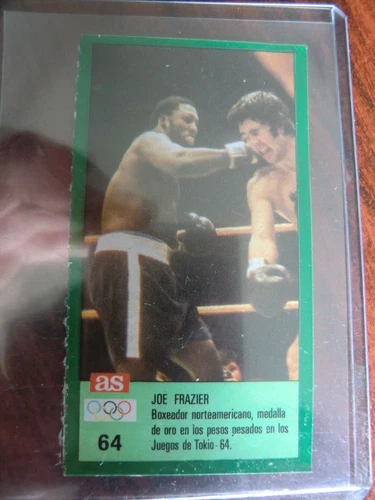 as
JOE FRAZIER
Boxeador norteamericano, medalla
de oro en los pesos pesados en los
Juegos de Tokio - 64.
64